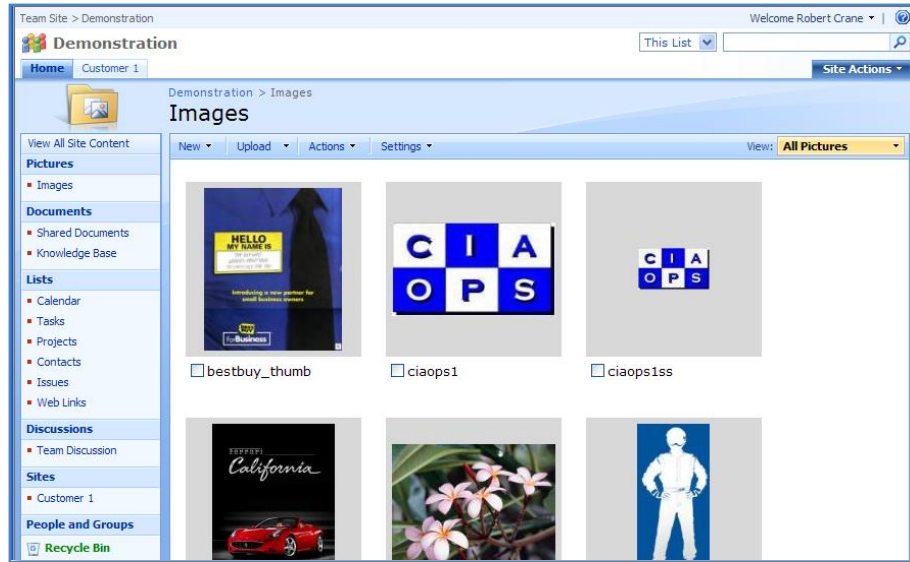 Team Site > Demonstration
Welcome Robert Crane
Demonstration
This List
Home
Customer 1
Site Actions
Demonstration > Images
Images
View All Site Content
New
Upload
Actions
Settings
View:
All Pictures
Pictures
Images
Documents
Shared Documents
Knowledge Base
Lists
Calendar
Tasks
Projects
Contacts
Issues
Web Links
Discussions
Team Discussion
Sites
Customer 1
People and Groups
Recycle Bin
HELLO
MY NAME IS
Introducing a new partner for
small business owners
forBusiness
bestbuy_thumb
C I A
O P S
ciaops1
C I A
O P S
ciaops1ss
FERRARI
California